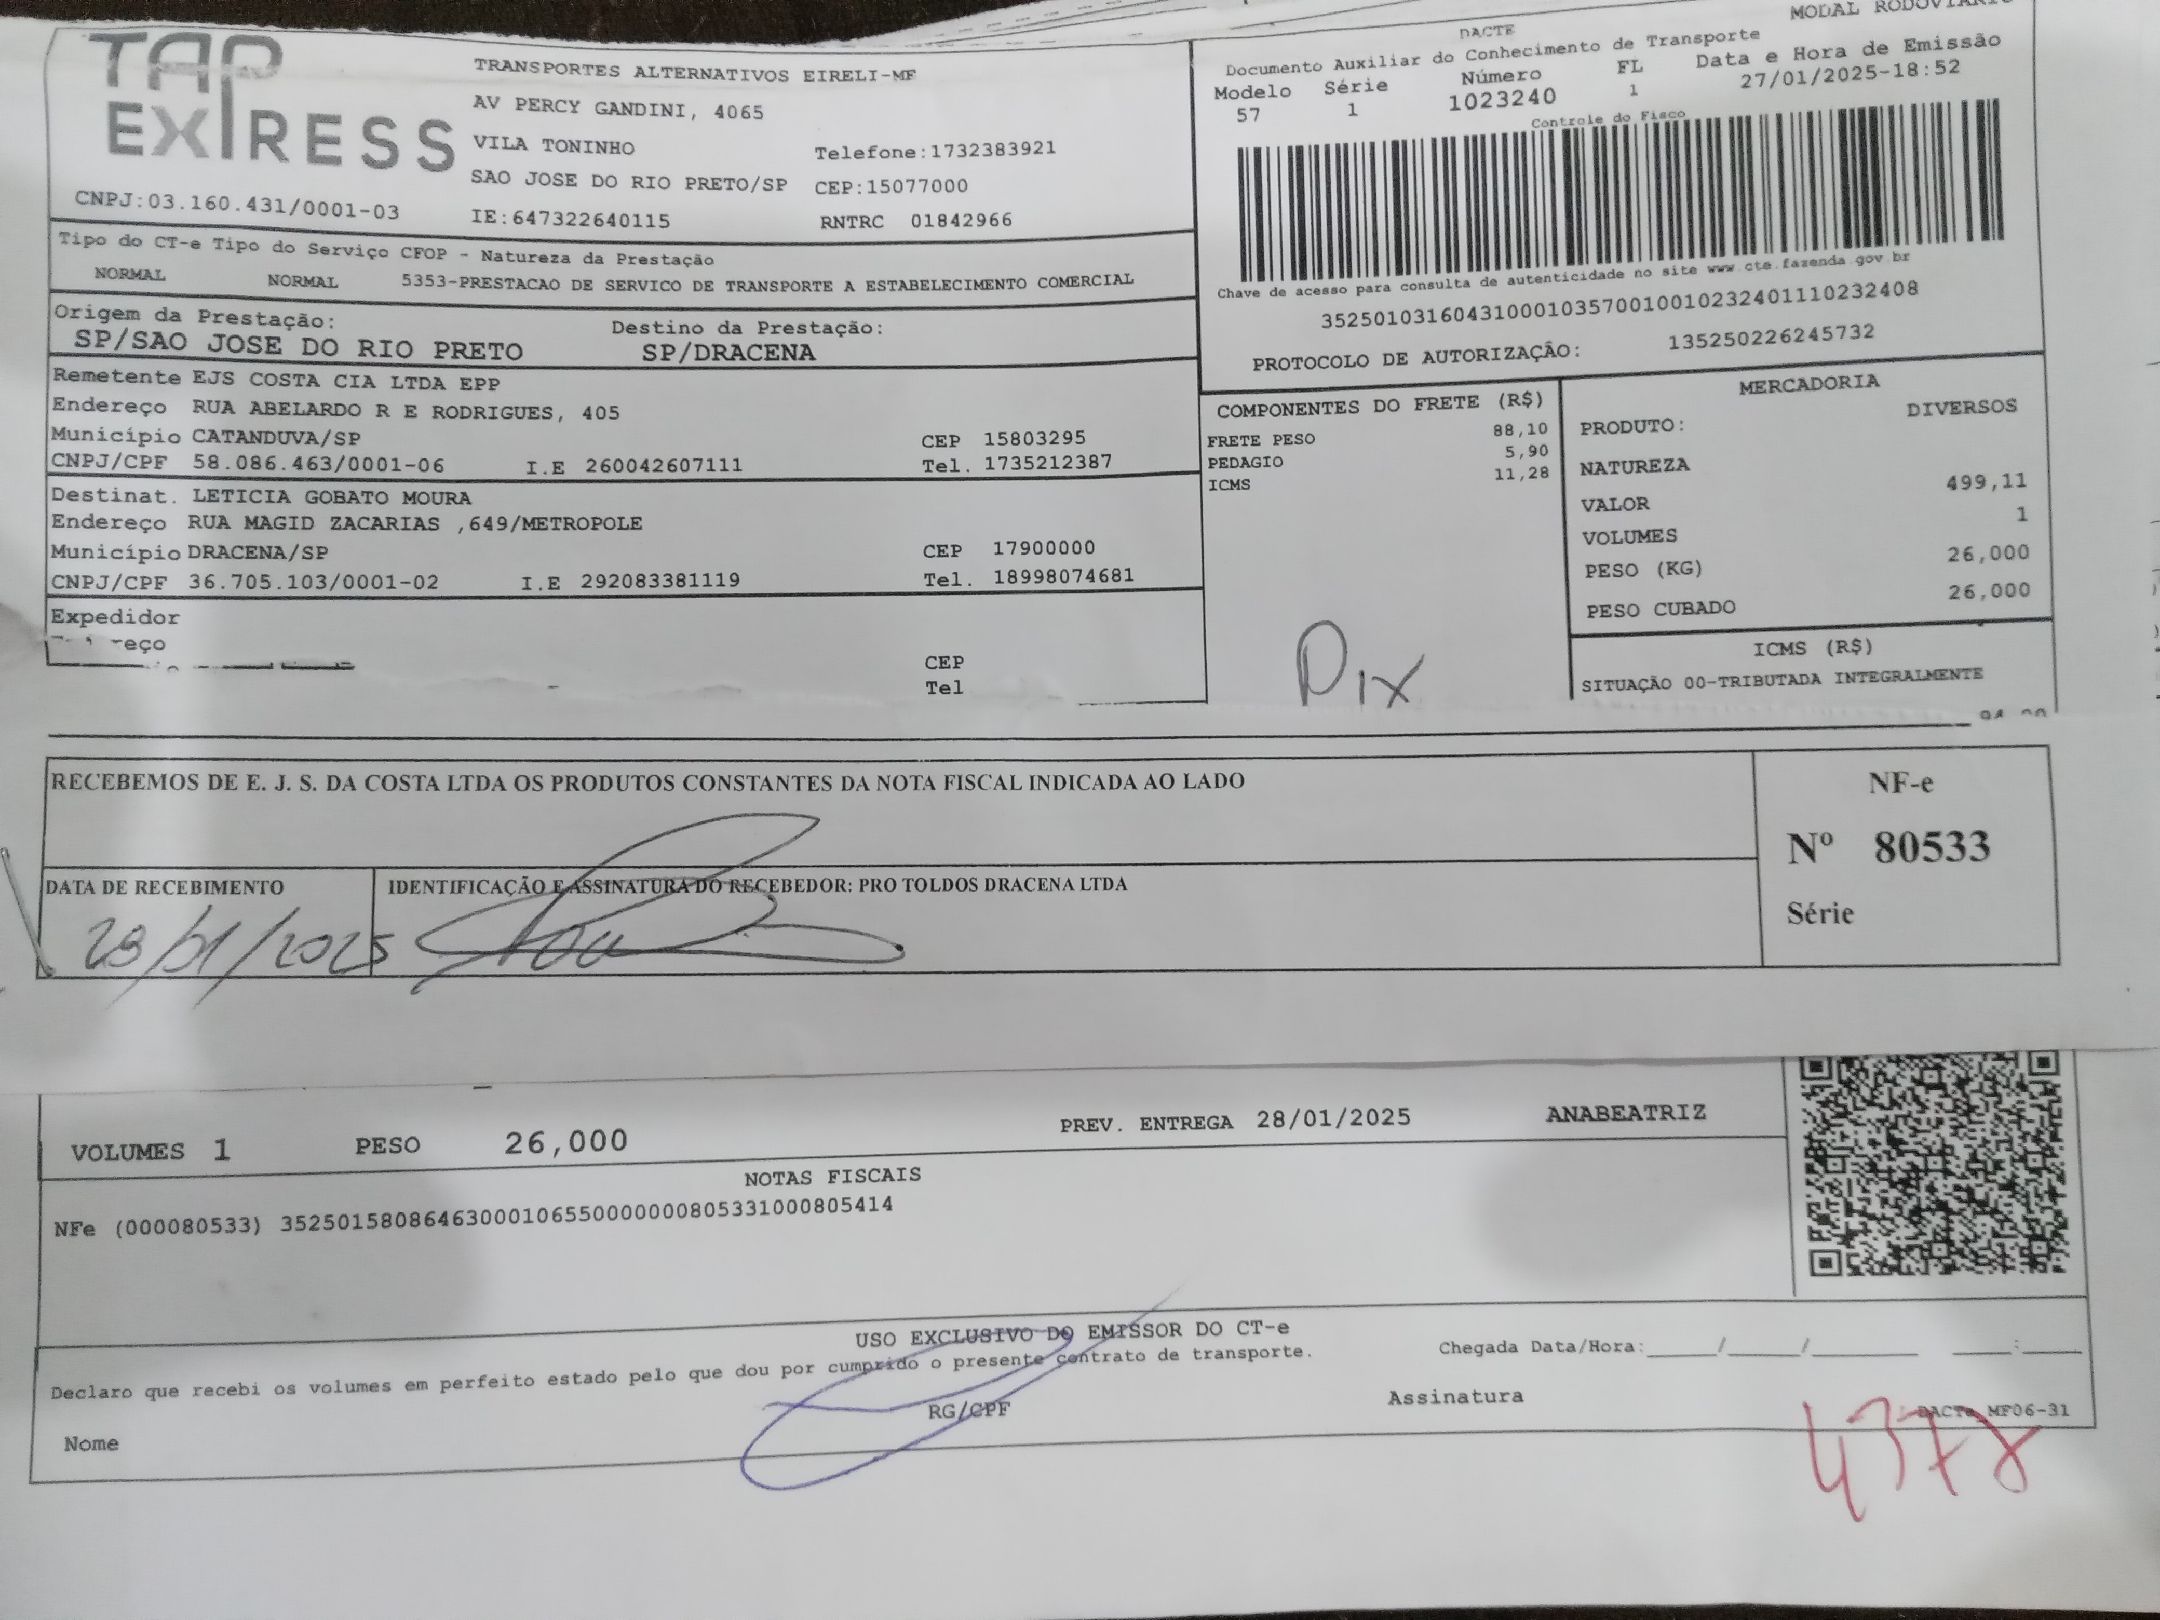 MODAL RODOVIARIO
DACTE
Documento Auxiliar do Conhecimento de Transporte
Modelo Série Número FL Data e Hora de Emissão
57 1 1023240 1 27/01/2025-18:52
Controle do Fisco
TAP EXPRESS
CNPJ:03.160.431/0001-03
TRANSPORTES ALTERNATIVOS EIRELI-MF
AV PERCY GANDINI, 4065
VILA TONINHO Telefone:1732383921
SAO JOSE DO RIO PRETO/SP CEP:15077000
IE:647322640115 RNTRC 01842966
Chave de acesso para consulta de autenticidade no site www.cte.fazenda.gov.br
35250103160431000103570010010232401110232408
PROTOCOLO DE AUTORIZAÇÃO: 135250226245732
Tipo do CT-e Tipo do Serviço CFOP - Natureza da Prestação
NORMAL NORMAL 5353-PRESTACAO DE SERVICO DE TRANSPORTE A ESTABELECIMENTO COMERCIAL
Origem da Prestação: Destino da Prestação:
SP/SAO JOSE DO RIO PRETO SP/DRACENA
Remetente EJS COSTA CIA LTDA EPP
Endereço RUA ABELARDO R E RODRIGUES, 405
Município CATANDUVA/SP CEP 15803295
CNPJ/CPF 58.086.463/0001-06 I.E 260042607111 Tel. 1735212387
Destinat. LETICIA GOBATO MOURA
Endereço RUA MAGID ZACARIAS ,649/METROPOLE
Município DRACENA/SP CEP 17900000
CNPJ/CPF 36.705.103/0001-02 I.E 292083381119 Tel. 18998074681
Expedidor
CEP
Tel
COMPONENTES DO FRETE (R$)
FRETE PESO 88,10
PEDAGIO 5,90
ICMS 11,28
Pix
MERCADORIA
PRODUTO: DIVERSOS
NATUREZA
VALOR 499,11
VOLUMES 1
PESO (KG) 26,000
PESO CUBADO 26,000
ICMS (R$)
SITUAÇÃO 00-TRIBUTADA INTEGRALMENTE
RECEBEMOS DE E. J. S. DA COSTA LTDA OS PRODUTOS CONSTANTES DA NOTA FISCAL INDICADA AO LADO
NF-e
Nº 80533
Série
DATA DE RECEBIMENTO
IDENTIFICAÇÃO E ASSINATURA DO RECEBEDOR: PRO TOLDOS DRACENA LTDA
VOLUMES 1 PESO 26,000 PREV. ENTREGA 28/01/2025 ANABEATRIZ
NOTAS FISCAIS
NFe (000080533) 35250158086463000106550000000805331000805414
USO EXCLUSIVO DO EMISSOR DO CT-e
Declaro que recebi os volumes em perfeito estado pelo que dou por cumprido o presente contrato de transporte.
Chegada Data/Hora:_____/_____/_______ ____:____
Nome RG/CPF Assinatura
DACTe_MF06-31
4378